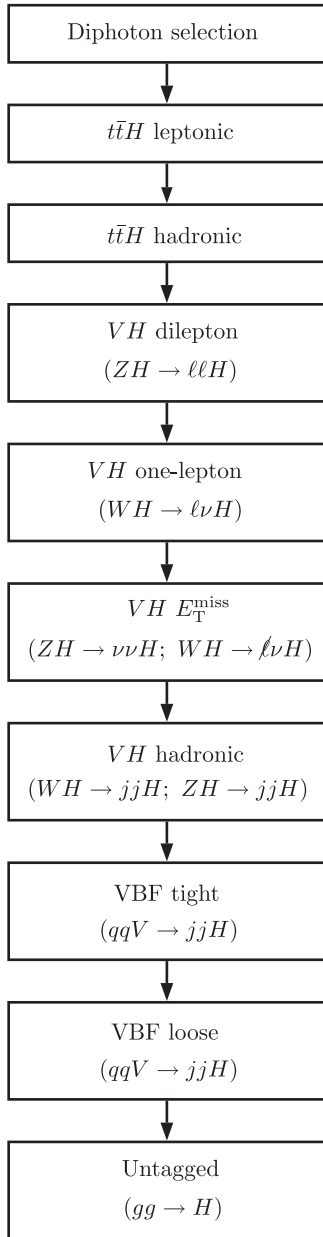 Diphoton selection
tt̄H leptonic
tt̄H hadronic
VH dilepton
(ZH → ℓℓH)
VH one-lepton
(WH → ℓνH)
VH E_T^miss
(ZH → ννH; WH → ℓ̸νH)
VH hadronic
(WH → jjH; ZH → jjH)
VBF tight
(qqV → jjH)
VBF loose
(qqV → jjH)
Untagged
(gg → H)